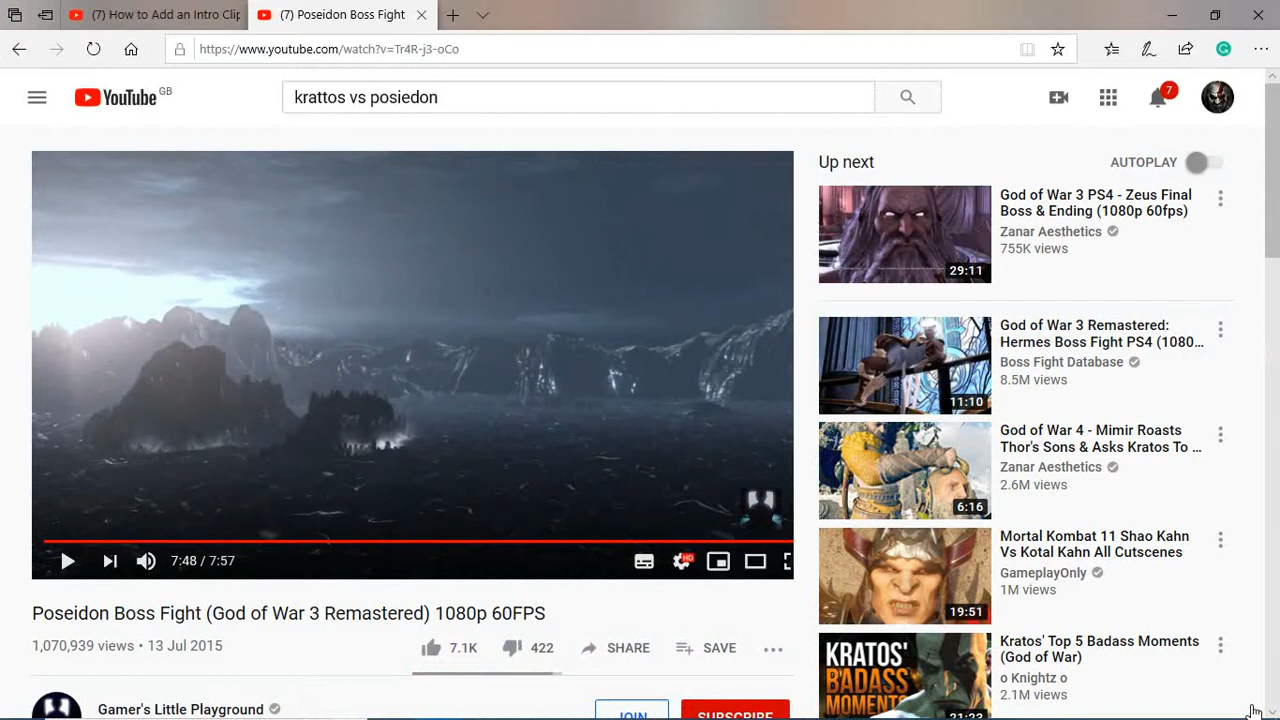 (7) How to Add an Intro Clip
(7) Poseidon Boss Fight
https://www.youtube.com/watch?v=Tr4R-j3-oCo
YouTube GB
krattos vs posiedon
7
Up next
AUTOPLAY
God of War 3 PS4 - Zeus Final
Boss & Ending (1080p 60fps)
Zanar Aesthetics
755K views
29:11
God of War 3 Remastered:
Hermes Boss Fight PS4 (1080...
Boss Fight Database
8.5M views
11:10
God of War 4 - Mimir Roasts
Thor's Sons & Asks Kratos To ...
Zanar Aesthetics
2.6M views
6:16
Mortal Kombat 11 Shao Kahn
Vs Kotal Kahn All Cutscenes
GameplayOnly
1M views
19:51
Kratos' Top 5 Badass Moments
(God of War)
o Knightz o
2.1M views
KRATOS'
BADASS
MOMENTS
21:23
7:48 / 7:57
HD
Poseidon Boss Fight (God of War 3 Remastered) 1080p 60FPS
1,070,939 views • 13 Jul 2015
7.1K
422
SHARE
SAVE
Gamer's Little Playground
JOIN
SUBSCRIBE